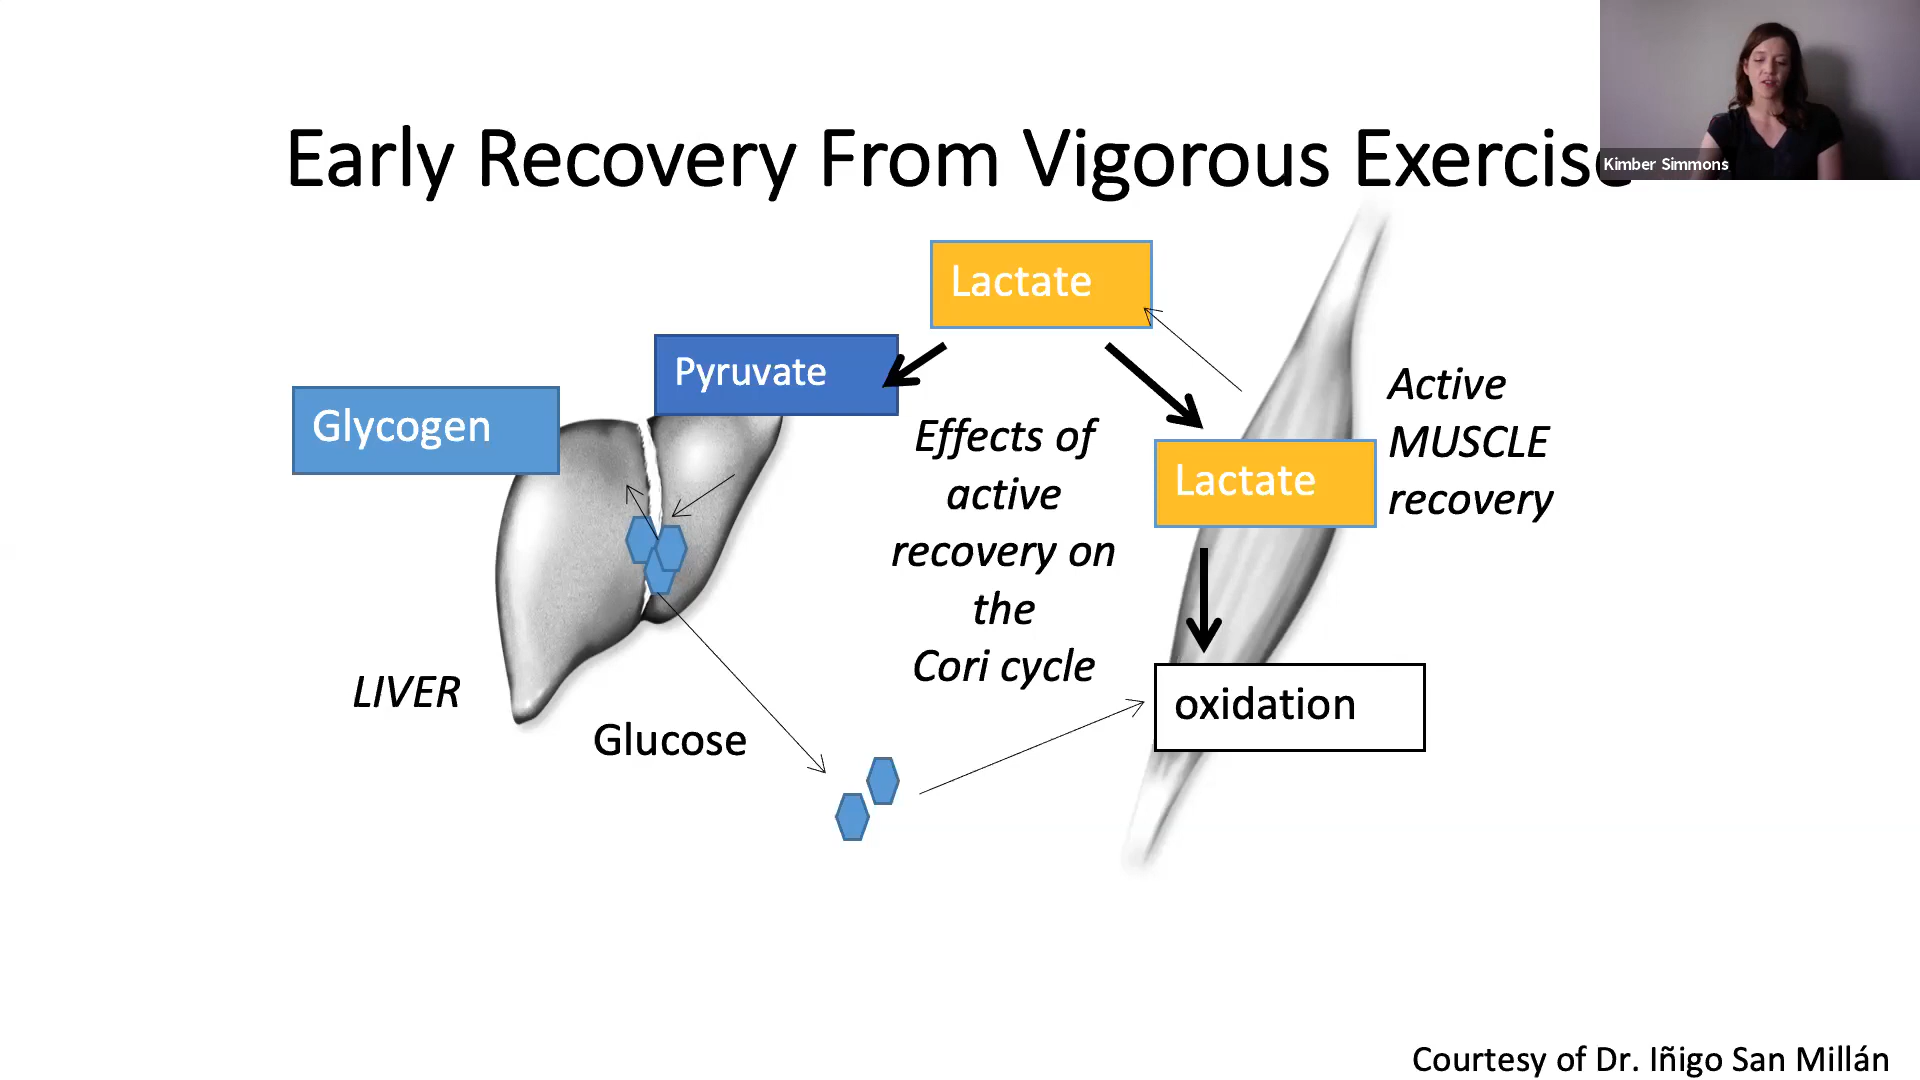 Early Recovery From Vigorous Exercise
Kimber Simmons
Lactate
Pyruvate
Glycogen
Effects of
active
recovery on
the
Cori cycle
Active
MUSCLE
recovery
Lactate
LIVER
Glucose
oxidation
Courtesy of Dr. Iñigo San Millán